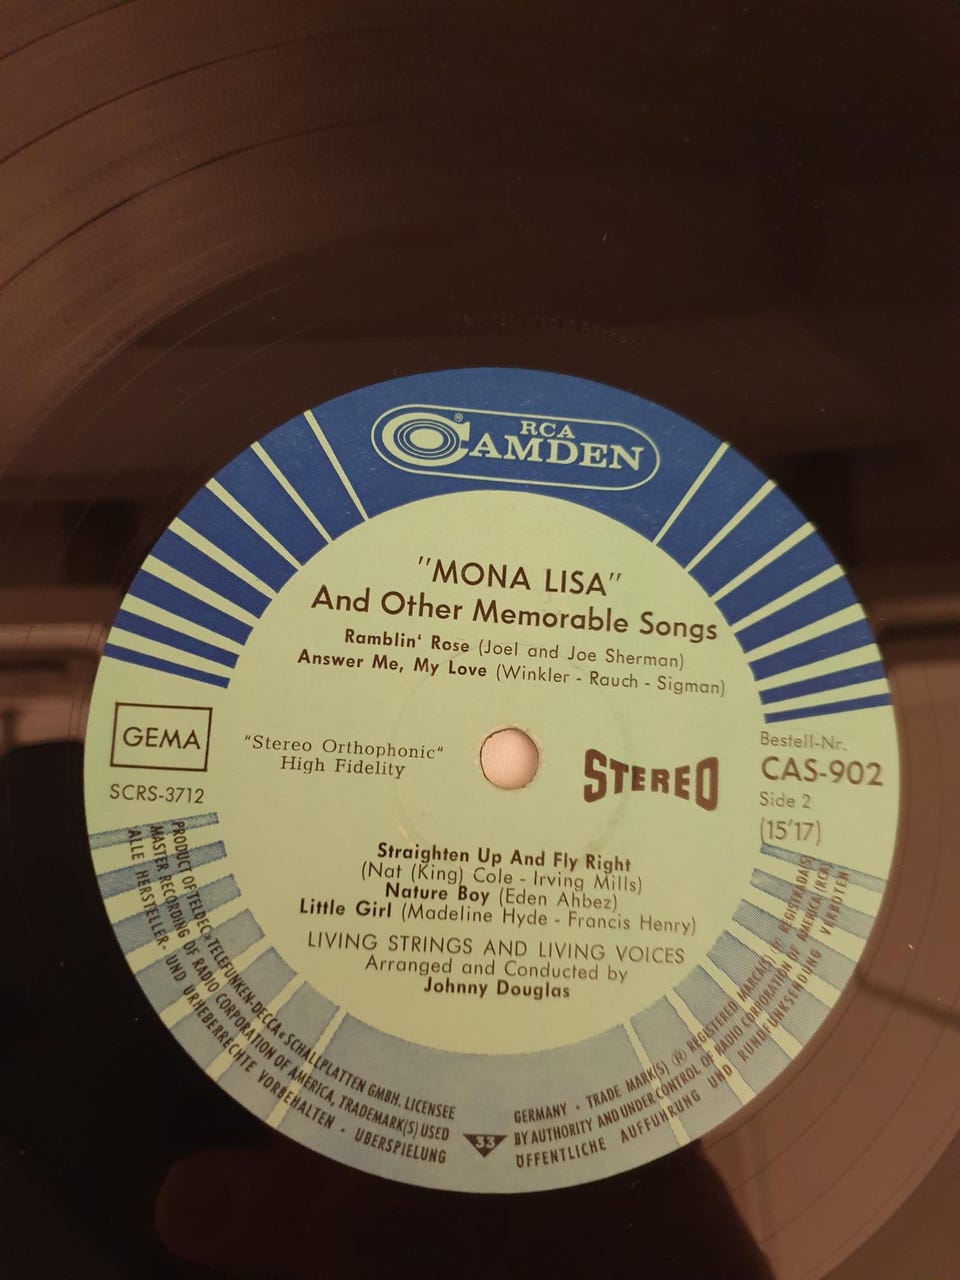 RCA
CAMDEN ®
"MONA LISA"
And Other Memorable Songs
Ramblin' Rose (Joel and Joe Sherman)
Answer Me, My Love (Winkler - Rauch - Sigman)
GEMA
SCRS-3712
"Stereo Orthophonic"
High Fidelity
STEREO
Bestell-Nr.
CAS-902
Side 2
(15'17)
Straighten Up And Fly Right
(Nat (King) Cole - Irving Mills)
Nature Boy (Eden Ahbez)
Little Girl (Madeline Hyde - Francis Henry)
LIVING STRINGS AND LIVING VOICES
Arranged and Conducted by
Johnny Douglas
PRODUCT OF TELDEC »TELEFUNKEN-DECCA« SCHALLPLATTEN GMBH. LICENSEE
MASTER RECORDING OF RADIO CORPORATION OF AMERICA, TRADEMARK(S) USED
ALLE HERSTELLER- UND URHEBERRECHTE VORBEHALTEN · UBERSPIELUNG
33
GERMANY · TRADE MARK(S) ® REGISTERED MARCA(S) REGISTRADA(S)
BY AUTHORITY AND UNDER CONTROL OF RADIO CORPORATION OF AMERICA (RCA)
ÖFFENTLICHE AUFFUHRUNG UND RUNDFUNKSENDUNG VERBOTEN